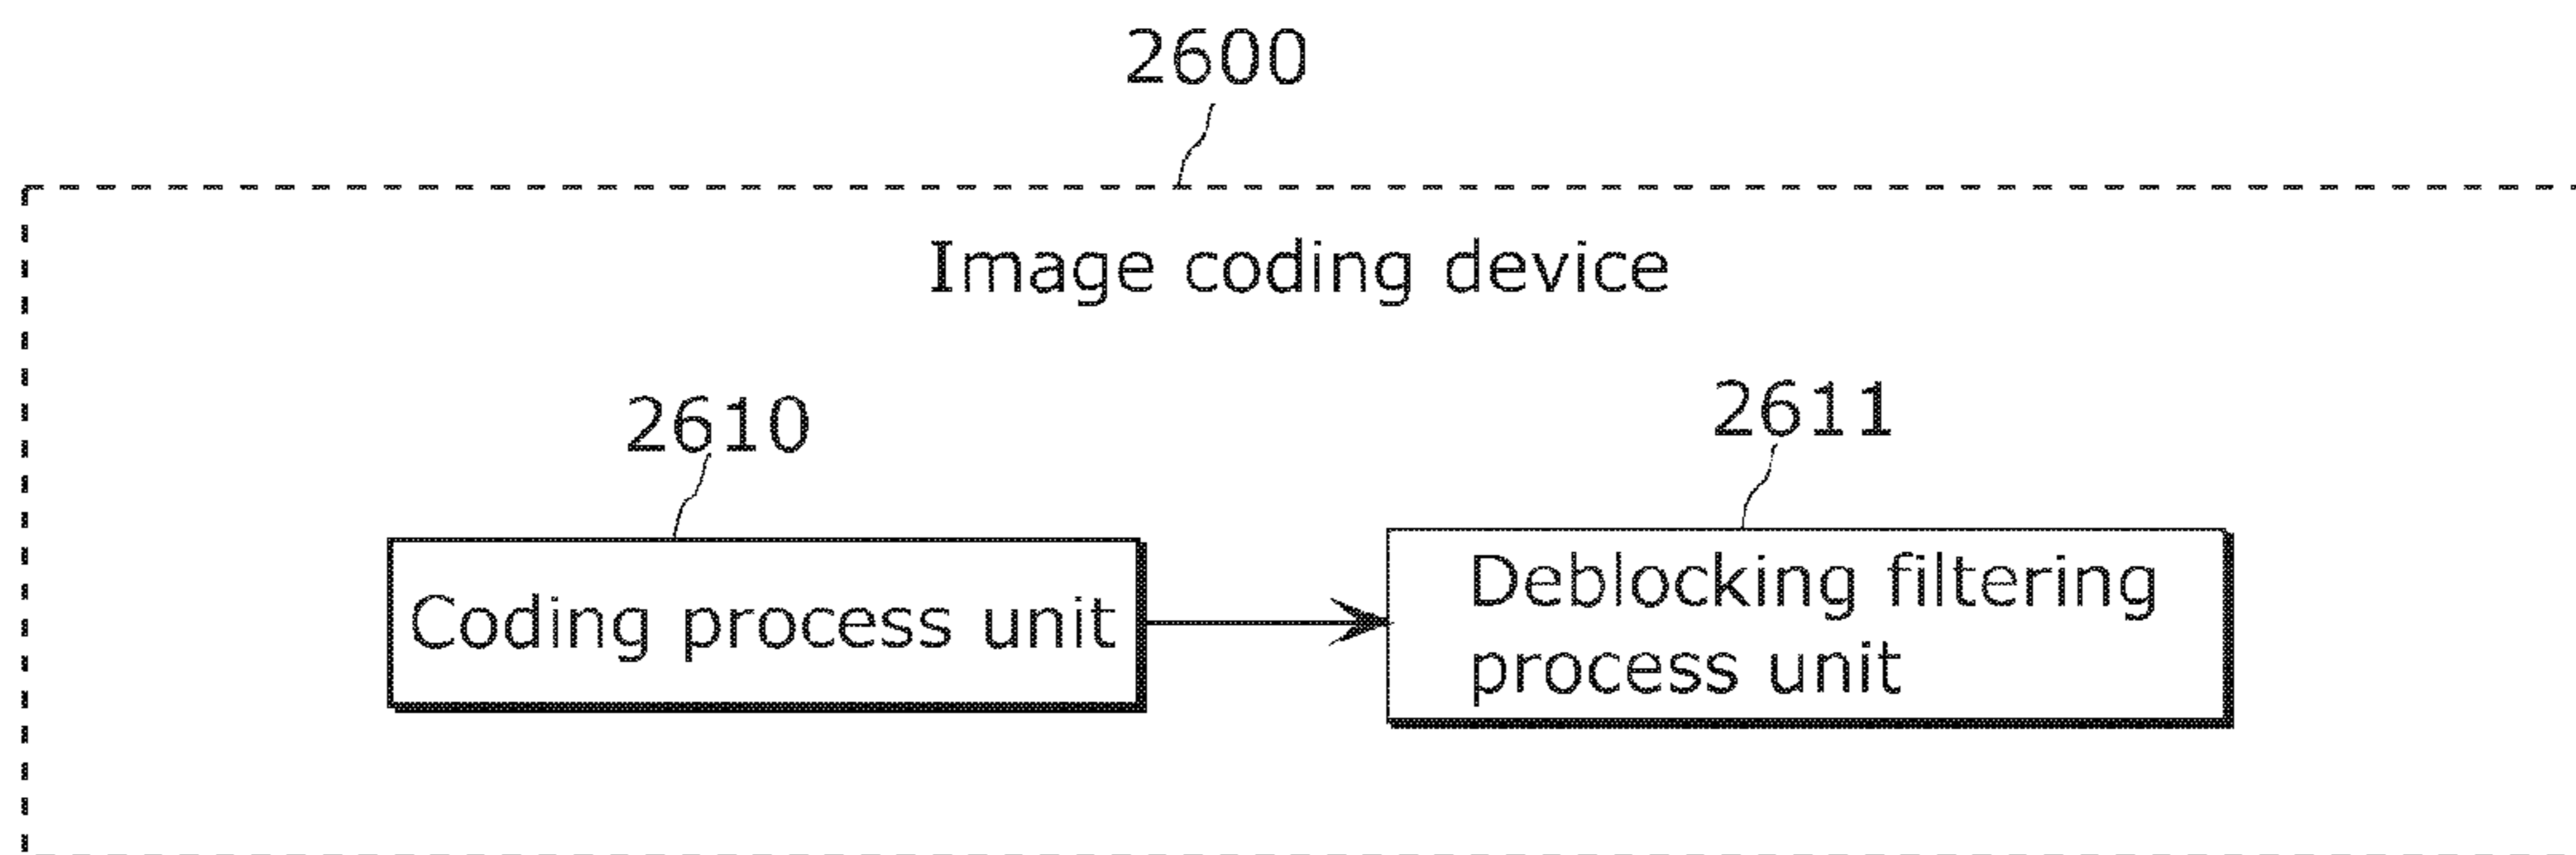 2600
Image coding device
2610
2611
Coding process unit
Deblocking filtering
process unit